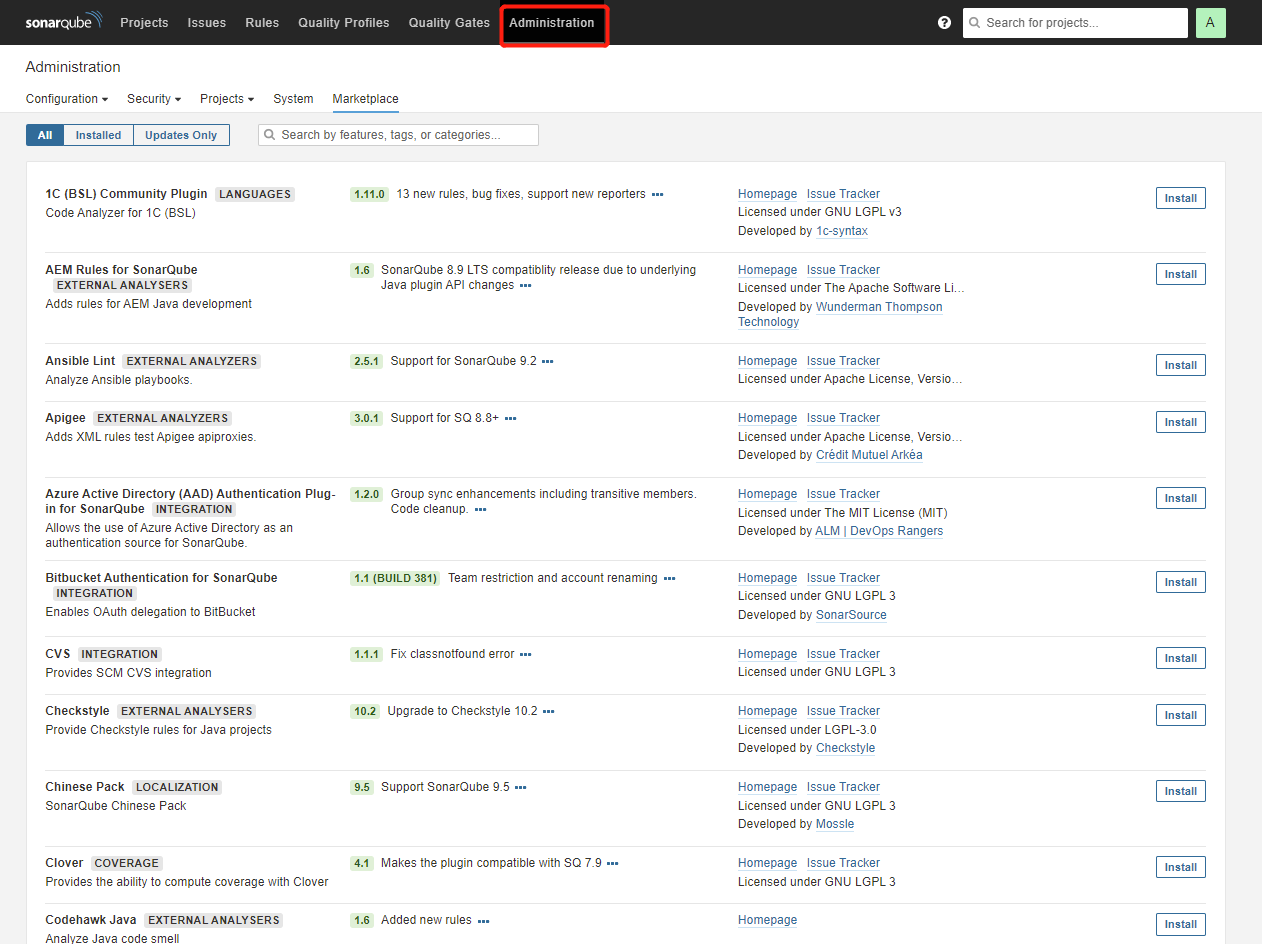 sonarqube Projects Issues Rules Quality Profiles Quality Gates Administration ? Search for projects... A
Administration
Configuration Security Projects System Marketplace
All Installed Updates Only Search by features, tags, or categories...
1C (BSL) Community Plugin LANGUAGES
Code Analyzer for 1C (BSL)
1.11.0 13 new rules, bug fixes, support new reporters •••
Homepage Issue Tracker
Licensed under GNU LGPL v3
Developed by 1c-syntax
Install
AEM Rules for SonarQube
EXTERNAL ANALYSERS
Adds rules for AEM Java development
1.6 SonarQube 8.9 LTS compatiblity release due to underlying
Java plugin API changes •••
Homepage Issue Tracker
Licensed under The Apache Software Li…
Developed by Wunderman Thompson
Technology
Install
Ansible Lint EXTERNAL ANALYZERS
Analyze Ansible playbooks.
2.5.1 Support for SonarQube 9.2 •••
Homepage Issue Tracker
Licensed under Apache License, Versio…
Install
Apigee EXTERNAL ANALYZERS
Adds XML rules test Apigee apiproxies.
3.0.1 Support for SQ 8.8+ •••
Homepage Issue Tracker
Licensed under Apache License, Versio…
Developed by Crédit Mutuel Arkéa
Install
Azure Active Directory (AAD) Authentication Plug-
in for SonarQube INTEGRATION
Allows the use of Azure Active Directory as an
authentication source for SonarQube.
1.2.0 Group sync enhancements including transitive members.
Code cleanup. •••
Homepage Issue Tracker
Licensed under The MIT License (MIT)
Developed by ALM | DevOps Rangers
Install
Bitbucket Authentication for SonarQube
INTEGRATION
Enables OAuth delegation to BitBucket
1.1 (BUILD 381) Team restriction and account renaming •••
Homepage Issue Tracker
Licensed under GNU LGPL 3
Developed by SonarSource
Install
CVS INTEGRATION
Provides SCM CVS integration
1.1.1 Fix classnotfound error •••
Homepage Issue Tracker
Licensed under GNU LGPL 3
Install
Checkstyle EXTERNAL ANALYSERS
Provide Checkstyle rules for Java projects
10.2 Upgrade to Checkstyle 10.2 •••
Homepage Issue Tracker
Licensed under LGPL-3.0
Developed by Checkstyle
Install
Chinese Pack LOCALIZATION
SonarQube Chinese Pack
9.5 Support SonarQube 9.5 •••
Homepage Issue Tracker
Licensed under GNU LGPL 3
Developed by Mossle
Install
Clover COVERAGE
Provides the ability to compute coverage with Clover
4.1 Makes the plugin compatible with SQ 7.9 •••
Homepage Issue Tracker
Licensed under GNU LGPL 3
Install
Codehawk Java EXTERNAL ANALYSERS
Analyze Java code smell
1.6 Added new rules •••
Homepage
Install